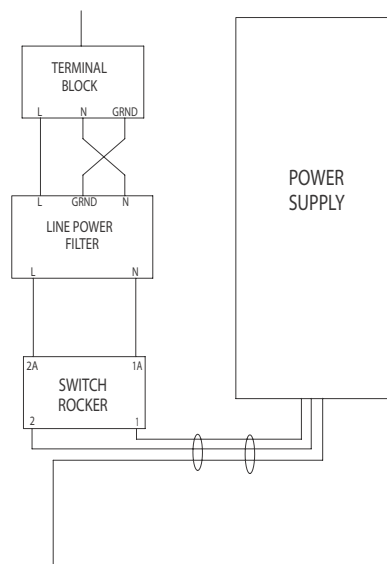 TERMINAL
BLOCK
L N GRND
L GRND N
LINE POWER
FILTER
L N
2A 1A
SWITCH
ROCKER
2 1
POWER
SUPPLY